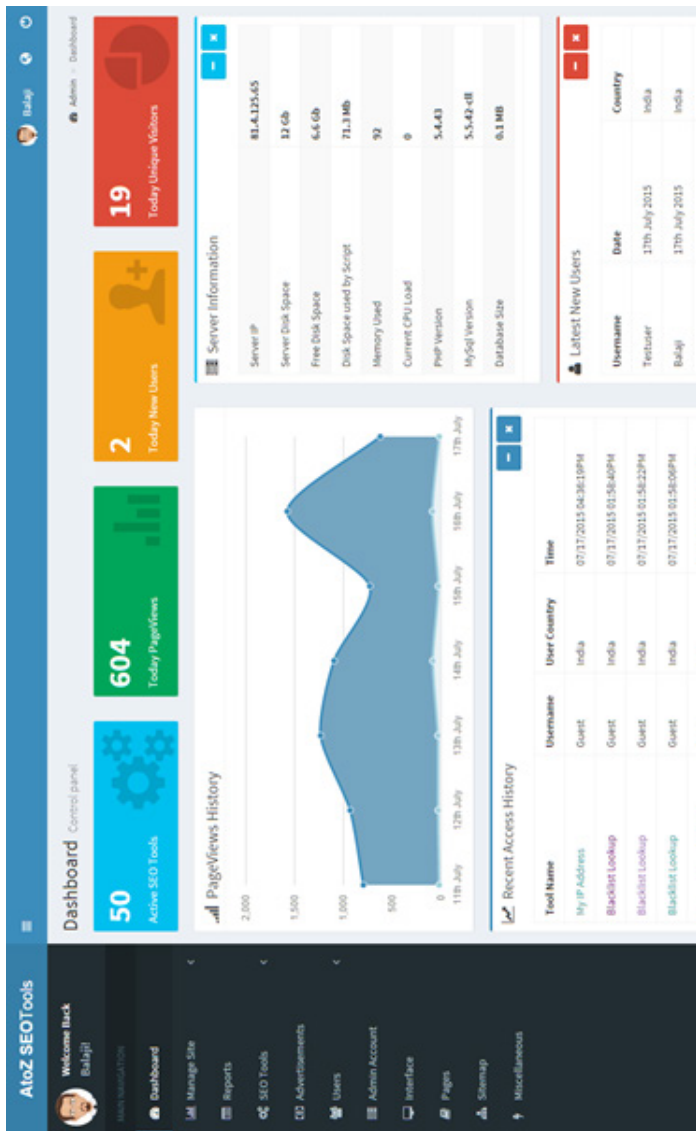 AtoZ SEOTools
Balaji
Welcome Back
Balaji!
MAIN NAVIGATION
Dashboard
Manage Site
Reports
SEO Tools
Advertisements
Users
Admin Account
Interface
Pages
Sitemap
Miscellaneous
Dashboard Control panel
Admin > Dashboard
50
Active SEO Tools
604
Today PageViews
2
Today New Users
19
Today Unique Visitors
PageViews History
2,000
1,500
1,000
500
0
11th July 12th July 13th July 14th July 15th July 16th July 17th July
Server Information
Server IP 81.4.125.65
Server Disk Space 12 Gb
Free Disk Space 6.6 Gb
Disk Space used by Script 71.3 Mb
Memory Used 92
Current CPU Load 0
PHP Version 5.4.43
MySql Version 5.5.42-cll
Database Size 0.1 MB
Recent Access History
Tool Name Username User Country Time
My IP Address Guest India 07/17/2015 04:38:19PM
Blacklist Lookup Guest India 07/17/2015 01:58:40PM
Blacklist Lookup Guest India 07/17/2015 01:58:22PM
Blacklist Lookup Guest India 07/17/2015 01:58:06PM
Latest New Users
Username Date Country
Testuser 17th July 2015 India
Balaji 17th July 2015 India